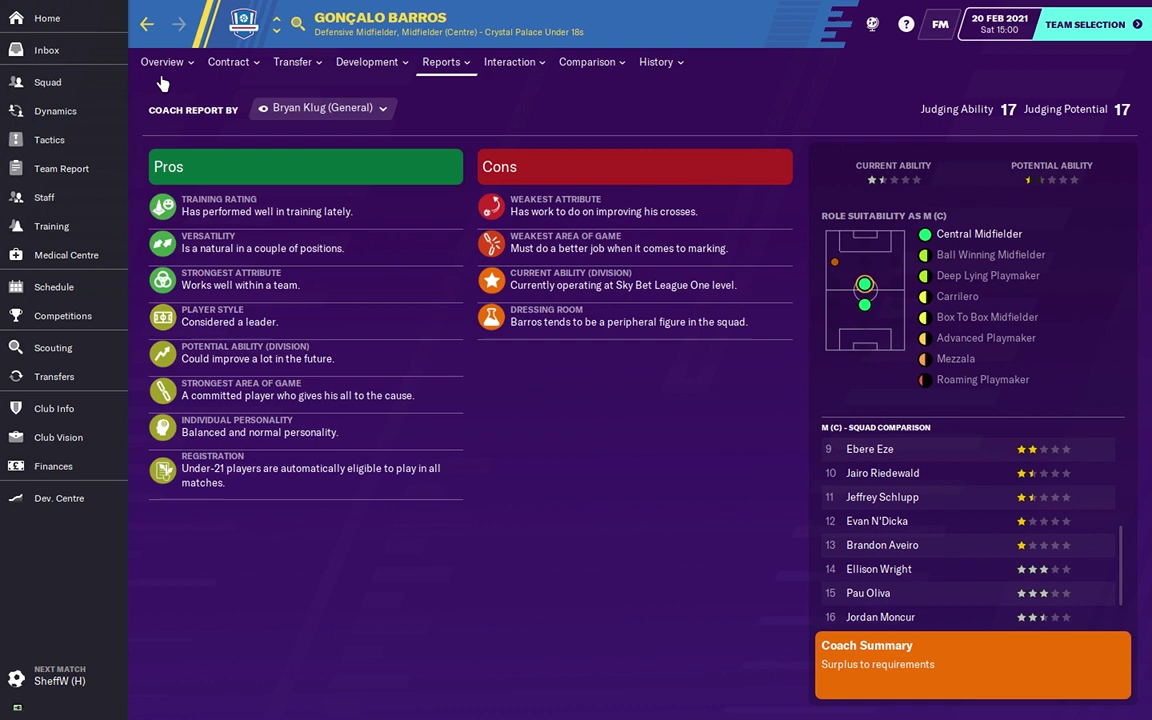 Home
Inbox
Squad
Dynamics
Tactics
Team Report
Staff
Training
Medical Centre
Schedule
Competitions
Scouting
Transfers
Club Info
Club Vision
Finances
Dev. Centre
NEXT MATCH
SheffW (H)
GONÇALO BARROS
Defensive Midfielder, Midfielder (Centre) - Crystal Palace Under 18s
?
FM
20 FEB 2021
Sat 15:00
TEAM SELECTION
Overview
Contract
Transfer
Development
Reports
Interaction
Comparison
History
COACH REPORT BY
Bryan Klug (General)
Judging Ability 17 Judging Potential 17
Pros
TRAINING RATING
Has performed well in training lately.
VERSATILITY
Is a natural in a couple of positions.
STRONGEST ATTRIBUTE
Works well within a team.
PLAYER STYLE
Considered a leader.
POTENTIAL ABILITY (DIVISION)
Could improve a lot in the future.
STRONGEST AREA OF GAME
A committed player who gives his all to the cause.
INDIVIDUAL PERSONALITY
Balanced and normal personality.
REGISTRATION
Under-21 players are automatically eligible to play in all
matches.
Cons
WEAKEST ATTRIBUTE
Has work to do on improving his crosses.
WEAKEST AREA OF GAME
Must do a better job when it comes to marking.
CURRENT ABILITY (DIVISION)
Currently operating at Sky Bet League One level.
DRESSING ROOM
Barros tends to be a peripheral figure in the squad.
CURRENT ABILITY
POTENTIAL ABILITY
ROLE SUITABILITY AS M (C)
Central Midfielder
Ball Winning Midfielder
Deep Lying Playmaker
Carrilero
Box To Box Midfielder
Advanced Playmaker
Mezzala
Roaming Playmaker
M (C) - SQUAD COMPARISON
9 Ebere Eze
10 Jairo Riedewald
11 Jeffrey Schlupp
12 Evan N'Dicka
13 Brandon Aveiro
14 Ellison Wright
15 Pau Oliva
16 Jordan Moncur
Coach Summary
Surplus to requirements